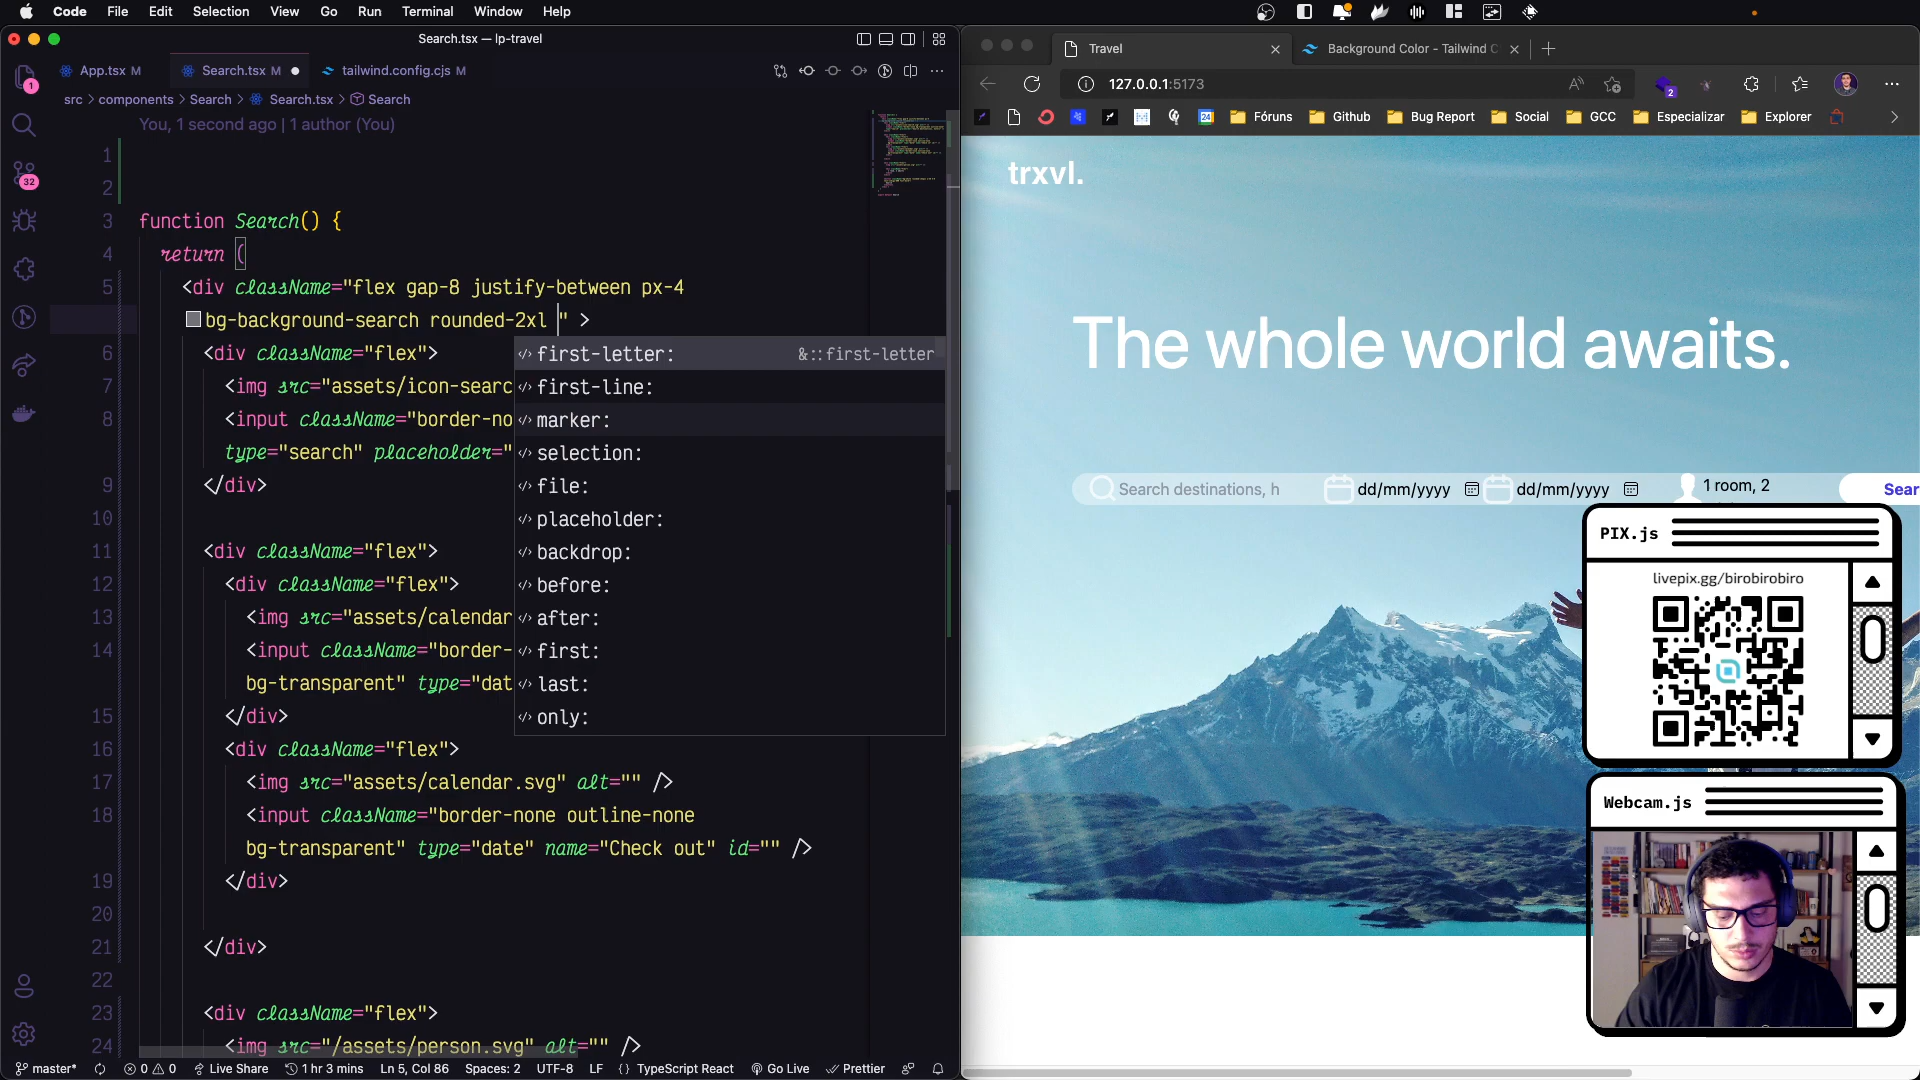 Code File Edit Selection View Go Run Terminal Window Help
Search.tsx — lp-travel
App.tsx M
Search.tsx M
tailwind.config.cjs M
src > components > Search > Search.tsx > Search
You, 1 second ago | 1 author (You)
1
2
3 function Search() {
4 return (
5 <div className="flex gap-8 justify-between px-4
bg-background-search rounded-2xl " >
6 <div className="flex">
7 <img src="assets/icon-searc
8 <input className="border-no
type="search" placeholder="
9 </div>
10
11 <div className="flex">
12 <div className="flex">
13 <img src="assets/calendar
14 <input className="border-
bg-transparent" type="dat
15 </div>
16 <div className="flex">
17 <img src="assets/calendar.svg" alt="" />
18 <input className="border-none outline-none
bg-transparent" type="date" name="Check out" id="" />
19 </div>
20
21 </div>
22
23 <div className="flex">
24 <img src="/assets/person.svg" alt="" />
first-letter: &::first-letter
first-line:
marker:
selection:
file:
placeholder:
backdrop:
before:
after:
first:
last:
only:
1
32
master* 0 0 Live Share 1 hr 3 mins Ln 5, Col 86 Spaces: 2 UTF-8 LF {} TypeScript React Go Live Prettier
Travel
Background Color - Tailwind C
127.0.0.1:5173
2
24
Fóruns
Github
Bug Report
Social
GCC
Especializar
Explorer
trxvl.
The whole world awaits.
Search destinations, h
dd/mm/yyyy
dd/mm/yyyy
1 room, 2
Sear
PIX.js
livepix.gg/birobirobiro
Webcam.js